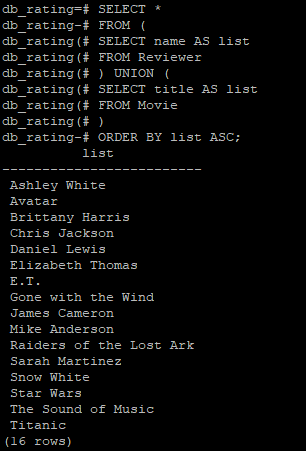 db_rating=# SELECT *
db_rating-# FROM (
db_rating(# SELECT name AS list
db_rating(# FROM Reviewer
db_rating(# ) UNION (
db_rating(# SELECT title AS list
db_rating(# FROM Movie
db_rating(# )
db_rating-# ORDER BY list ASC;
list
-------------------------
Ashley White
Avatar
Brittany Harris
Chris Jackson
Daniel Lewis
Elizabeth Thomas
E.T.
Gone with the Wind
James Cameron
Mike Anderson
Raiders of the Lost Ark
Sarah Martinez
Snow White
Star Wars
The Sound of Music
Titanic
(16 rows)